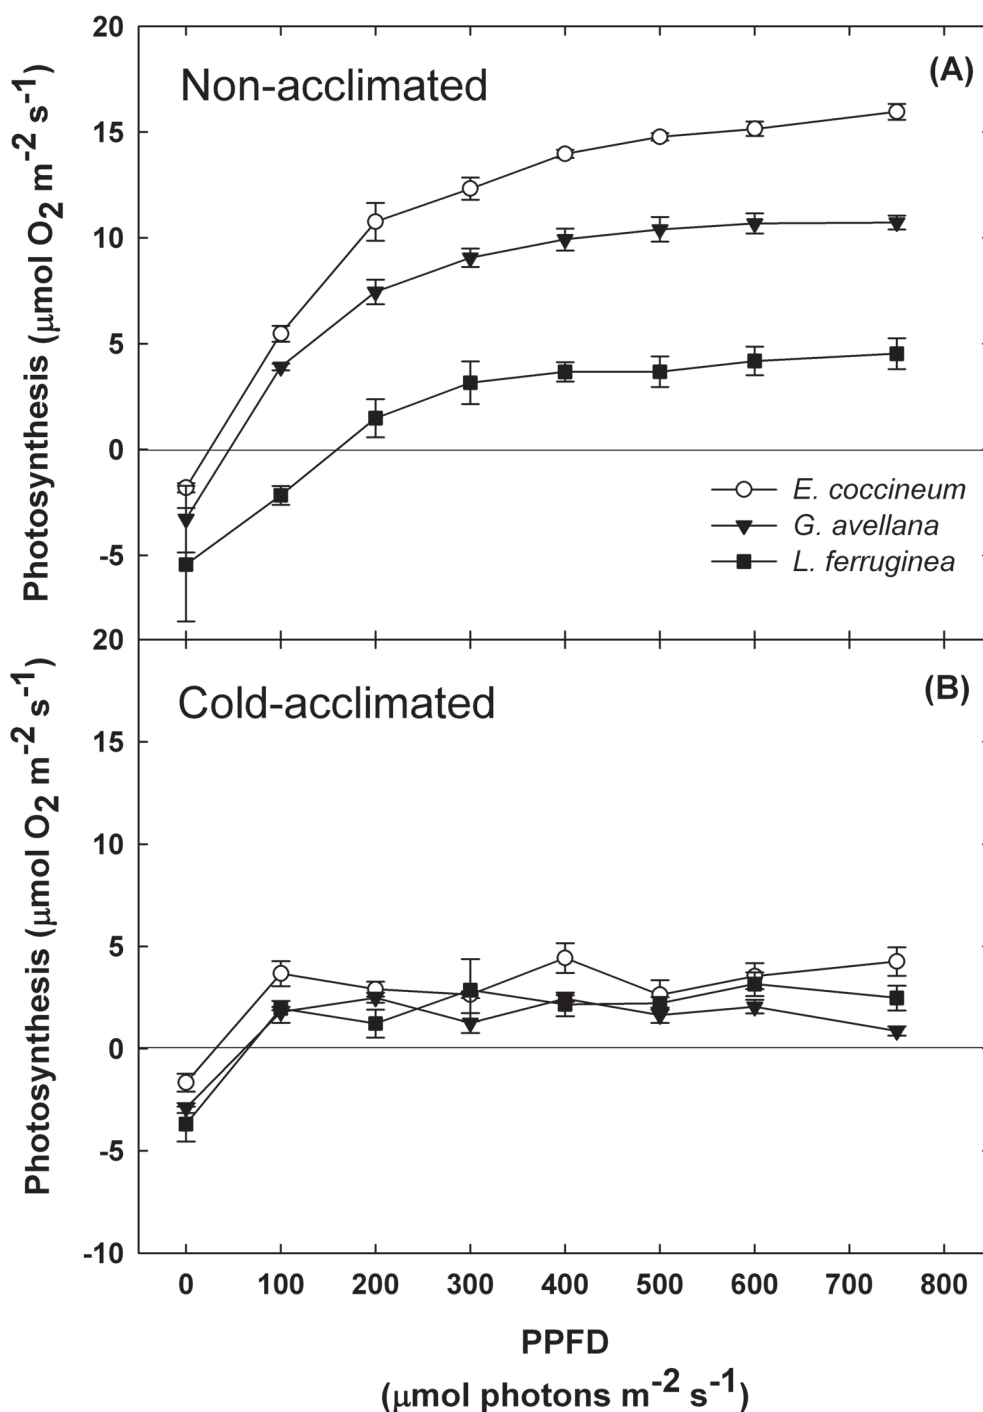 20
15
10
5
0
-5
Photosynthesis (μmol O₂ m⁻² s⁻¹)
Non-acclimated
(A)
E. coccineum
G. avellana
L. ferruginea
20
15
10
5
0
-5
-10
Photosynthesis (μmol O₂ m⁻² s⁻¹)
Cold-acclimated
(B)
0 100 200 300 400 500 600 700 800
PPFD
(μmol photons m⁻² s⁻¹)